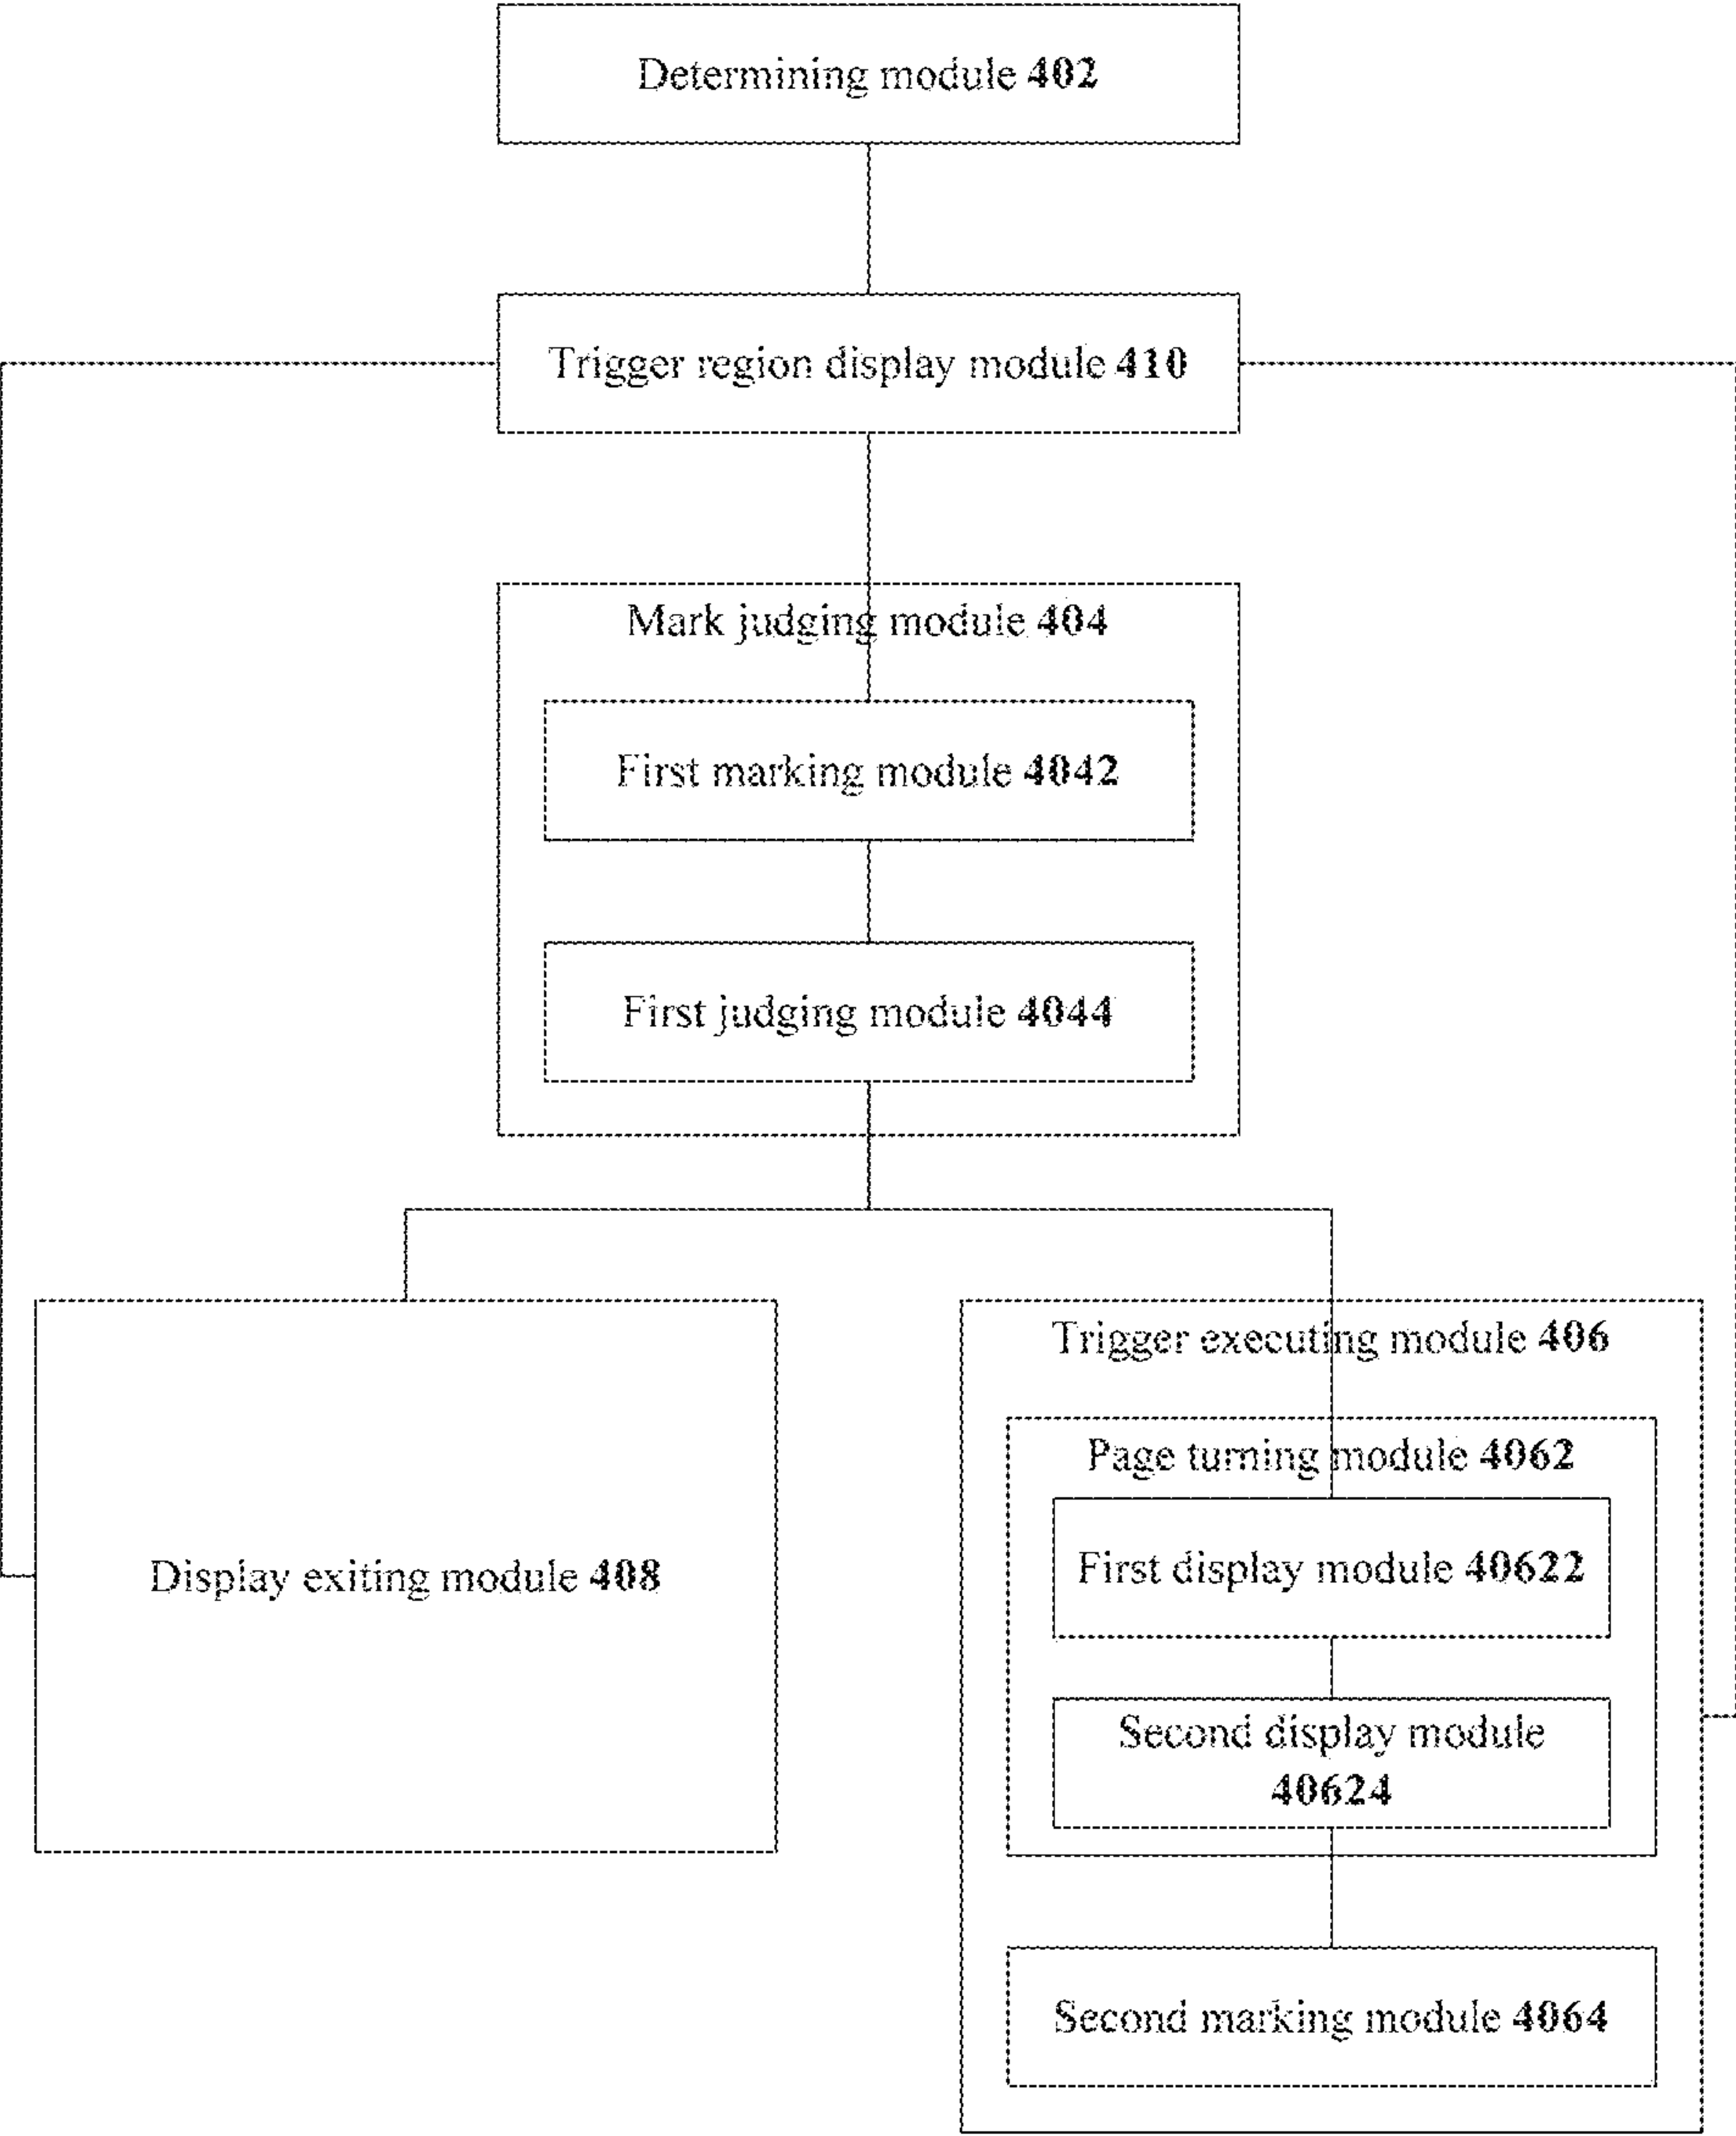 Determining module 402
Trigger region display module 410
Mark judging module 404
First marking module 4042
First judging module 4044
Display exiting module 408
Trigger executing module 406
Page turning module 4062
First display module 40622
Second display module
40624
Second marking module 4064